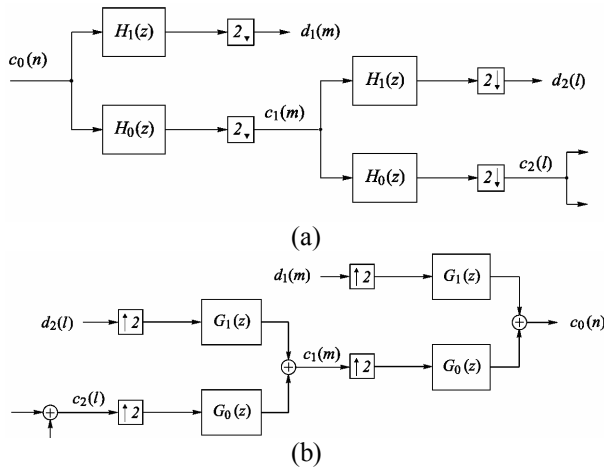 H₁(z) 2↓ d₁(m)
c₀(n)
H₁(z) 2↓ d₂(l)
c₁(m)
H₀(z) 2↓
c₂(l)
H₀(z) 2↓
(a)
d₁(m) ↑2 G₁(z)
d₂(l) ↑2 G₁(z) c₀(n)
c₁(m) ↑2 G₀(z)
c₂(l) ↑2 G₀(z)
(b)